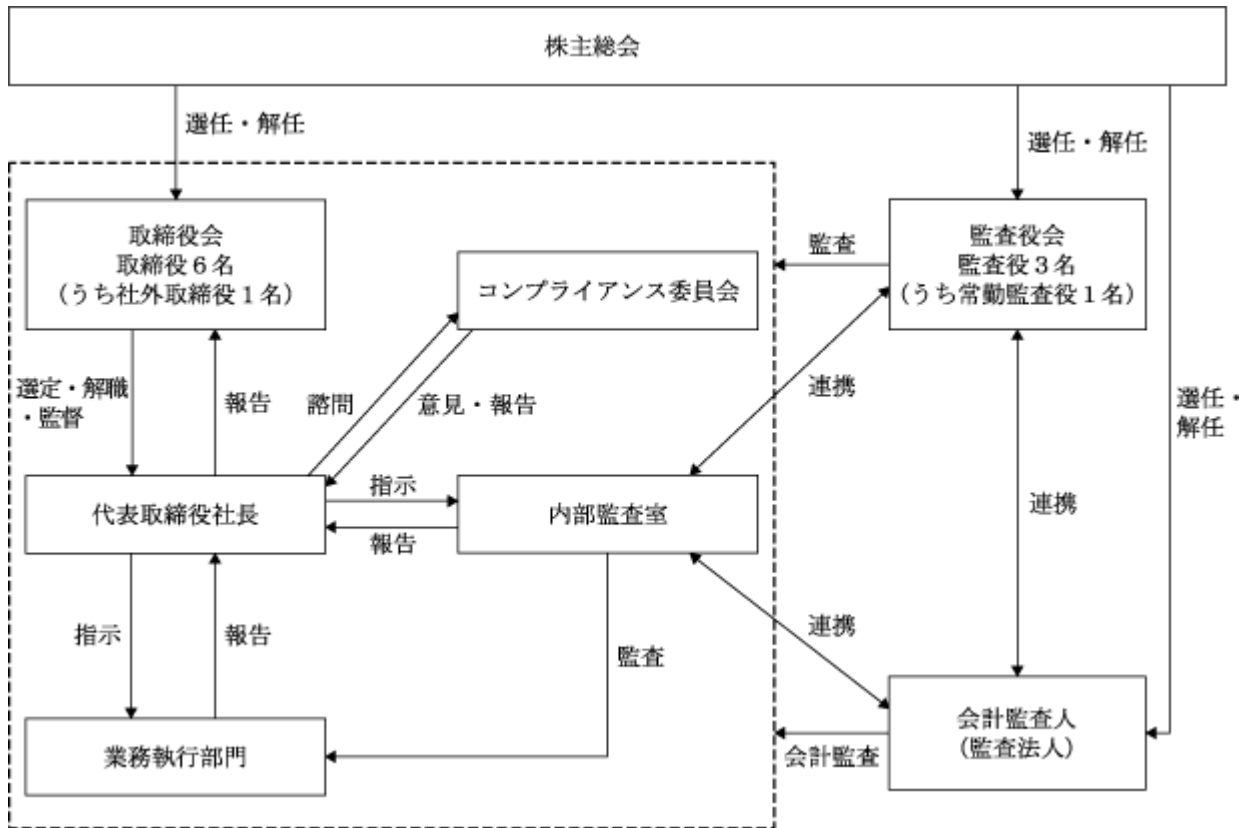 株主総会
選任・解任
選任・解任
取締役会
取締役６名
（うち社外取締役１名）
監査役会
監査役３名
（うち常勤監査役１名）
監査
コンプライアンス委員会
選定・解職
・監督
報告
諮問
意見・報告
連携
選任・
解任
代表取締役社長
指示
報告
内部監査室
連携
指示
報告
監査
連携
業務執行部門
会計監査
会計監査人
（監査法人）